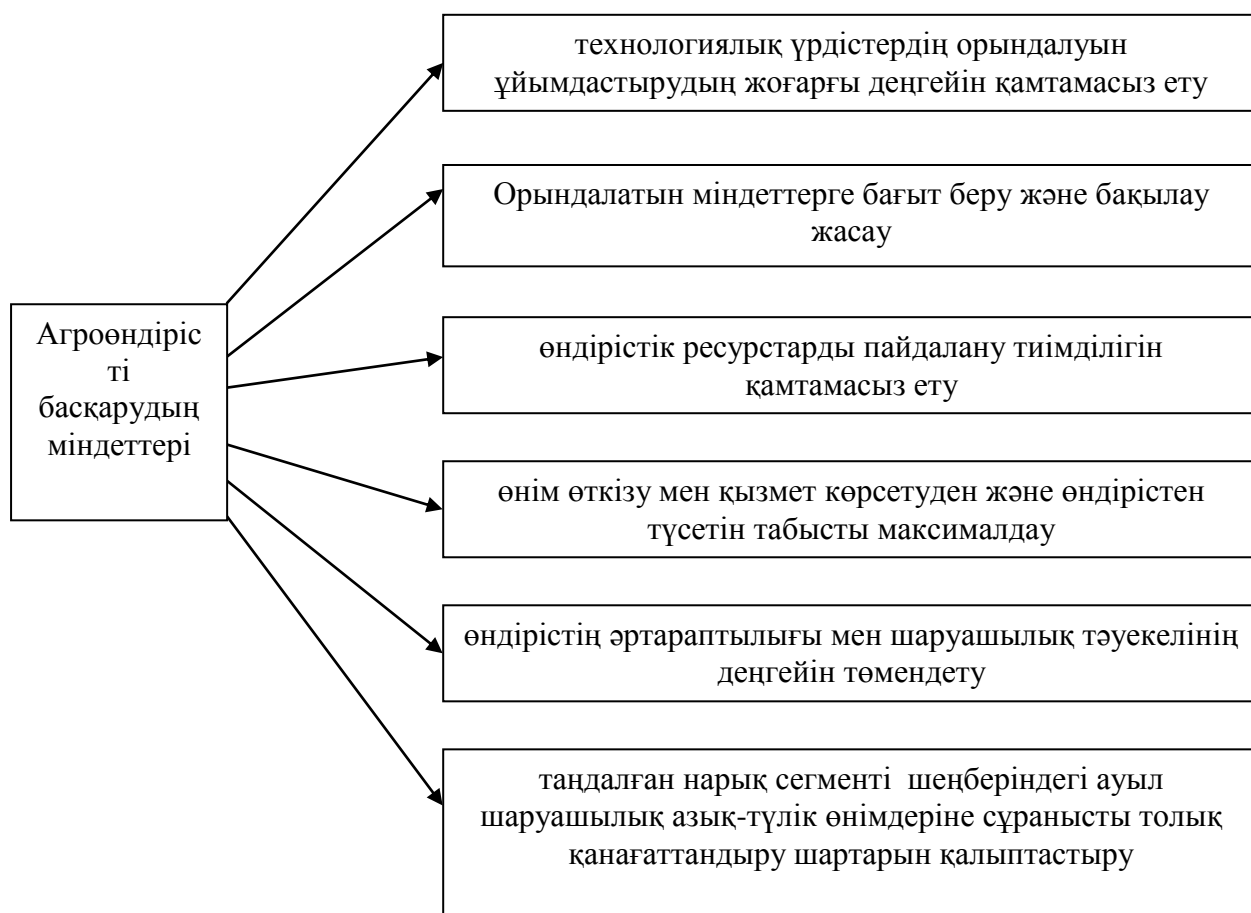 технологиялық үрдістердің орындалуын
ұйымдастырудың жоғарғы деңгейін қамтамасыз ету
Орындалатын міндеттерге бағыт беру және бақылау
жасау
Агроөндіріс
ті
басқарудың
міндеттері
өндірістік ресурстарды пайдалану тиімділігін
қамтамасыз ету
өнім өткізу мен қызмет көрсетуден және өндірістен
түсетін табысты максималдау
өндірістің әртараптылығы мен шаруашылық тәуекелінің
деңгейін төмендету
таңдалған нарық сегменті шеңберіндегі ауыл
шаруашылық азық-түлік өнімдеріне сұранысты толық
қанағаттандыру шартарын қалыптастыру